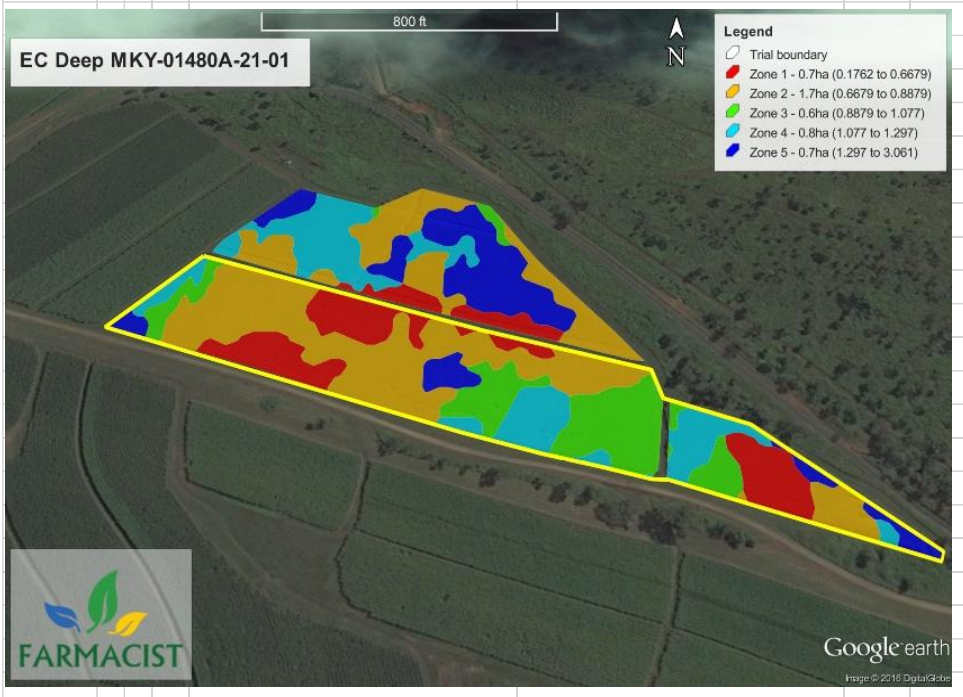 800 ft
EC Deep MKY-01480A-21-01
N
Legend
Trial boundary
Zone 1 - 0.7ha (0.1762 to 0.6679)
Zone 2 - 1.7ha (0.6679 to 0.8879)
Zone 3 - 0.6ha (0.8879 to 1.077)
Zone 4 - 0.8ha (1.077 to 1.297)
Zone 5 - 0.7ha (1.297 to 3.061)
FARMACIST
Google earth
Image © 2016 DigitalGlobe